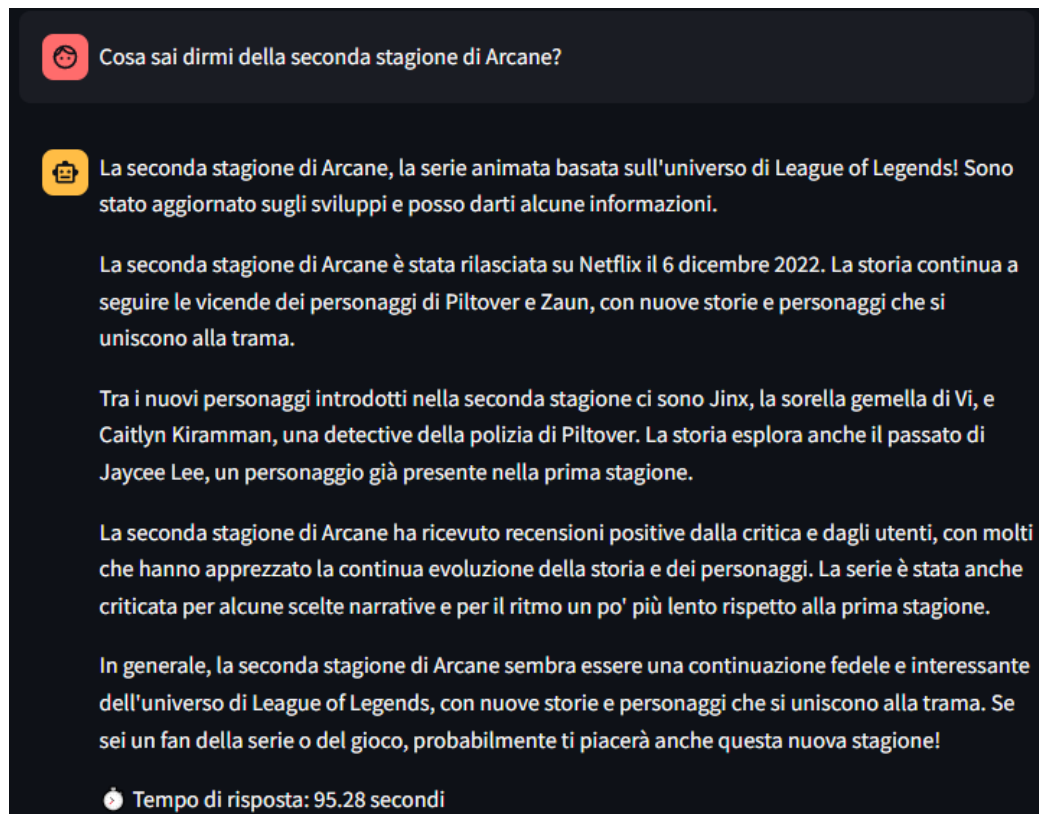 Cosa sai dirmi della seconda stagione di Arcane?
La seconda stagione di Arcane, la serie animata basata sull'universo di League of Legends! Sono
stato aggiornato sugli sviluppi e posso darti alcune informazioni.
La seconda stagione di Arcane è stata rilasciata su Netflix il 6 dicembre 2022. La storia continua a
seguire le vicende dei personaggi di Piltover e Zaun, con nuove storie e personaggi che si
uniscono alla trama.
Tra i nuovi personaggi introdotti nella seconda stagione ci sono Jinx, la sorella gemella di Vi, e
Caitlyn Kiramman, una detective della polizia di Piltover. La storia esplora anche il passato di
Jaycee Lee, un personaggio già presente nella prima stagione.
La seconda stagione di Arcane ha ricevuto recensioni positive dalla critica e dagli utenti, con molti
che hanno apprezzato la continua evoluzione della storia e dei personaggi. La serie è stata anche
criticata per alcune scelte narrative e per il ritmo un po' più lento rispetto alla prima stagione.
In generale, la seconda stagione di Arcane sembra essere una continuazione fedele e interessante
dell'universo di League of Legends, con nuove storie e personaggi che si uniscono alla trama. Se
sei un fan della serie o del gioco, probabilmente ti piacerà anche questa nuova stagione!
Tempo di risposta: 95.28 secondi